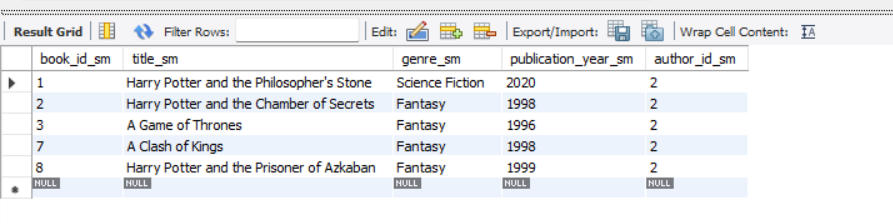 Result Grid Filter Rows: Edit: Export/Import: Wrap Cell Content: IA
book_id_sm title_sm genre_sm publication_year_sm author_id_sm
1 Harry Potter and the Philosopher's Stone Science Fiction 2020 2
2 Harry Potter and the Chamber of Secrets Fantasy 1998 2
3 A Game of Thrones Fantasy 1996 2
7 A Clash of Kings Fantasy 1998 2
8 Harry Potter and the Prisoner of Azkaban Fantasy 1999 2
NULL NULL NULL NULL NULL